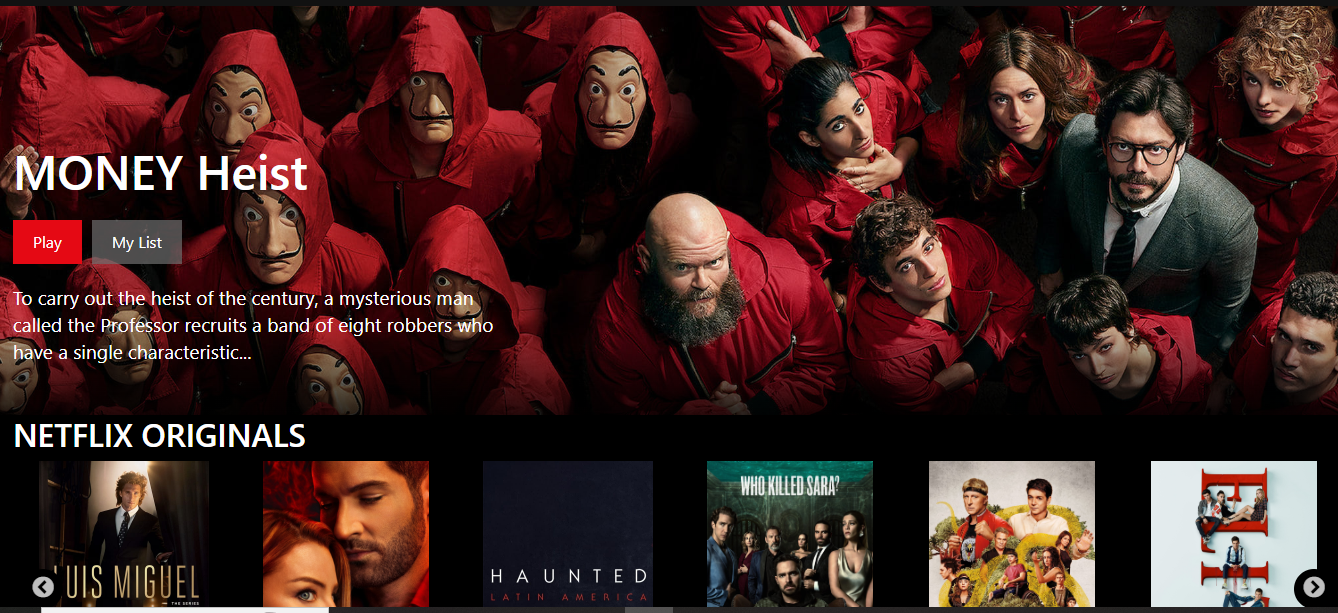 MONEY Heist
Play
My List
To carry out the heist of the century, a mysterious man
called the Professor recruits a band of eight robbers who
have a single characteristic...
NETFLIX ORIGINALS
LUIS MIGUEL
THE SERIES
HAUNTED
LATIN AMERICA
WHO KILLED SARA?